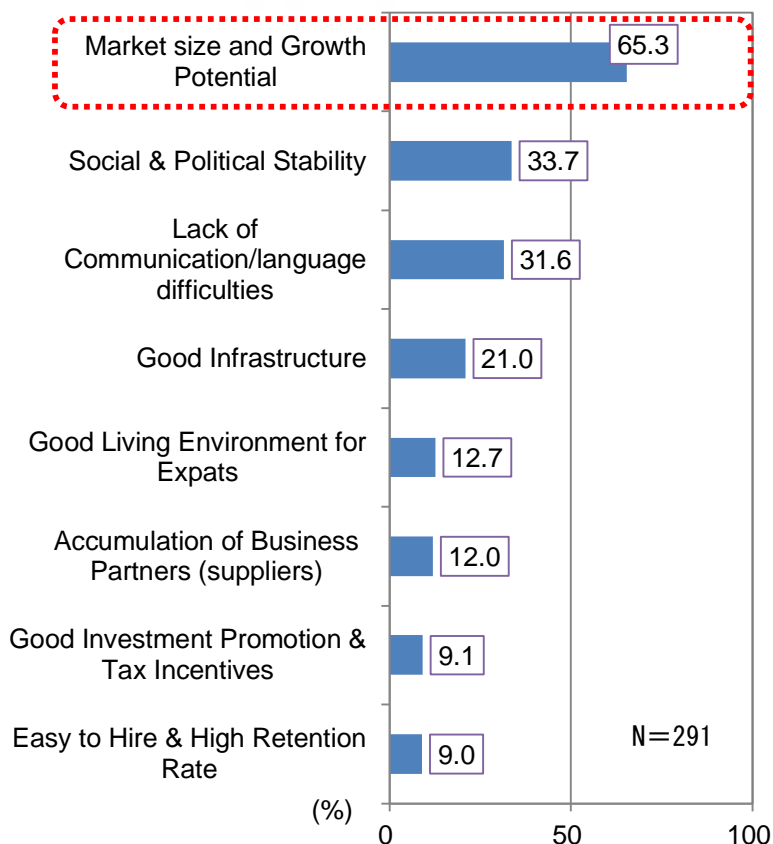 Market size and Growth
Potential
65.3
Social & Political Stability
33.7
Lack of
Communication/language
difficulties
31.6
Good Infrastructure
21.0
Good Living Environment for
Expats
12.7
Accumulation of Business
Partners (suppliers)
12.0
Good Investment Promotion &
Tax Incentives
9.1
Easy to Hire & High Retention
Rate
9.0
N＝291
(%)
0 50 100